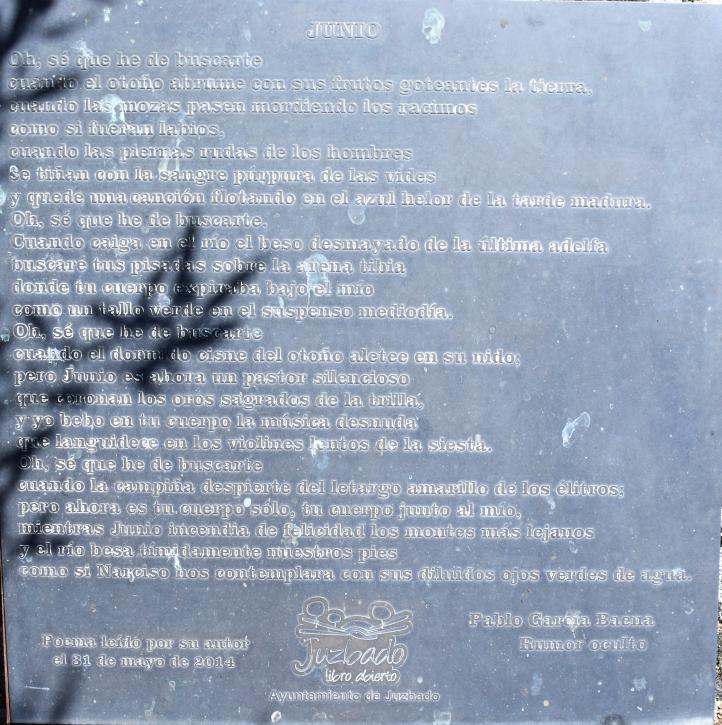 JUNIO
Oh, sé que he de buscarte
cuando el otoño abrume con sus frutos goteantes la tierra,
cuando las mozas pasen mordiendo los racimos
como si fueran labios,
cuando las piernas rudas de los hombres
se tiñan con la sangre púrpura de las vides
y quede unacanción flotando en el azul helor de la tarde madura.
Oh, sé que he de buscarte.
Cuando caiga en el río el beso desmayado de la última adelfa
buscaré tus pisadas sobre la arena tibia
donde tu cuerpo expiraba bajo el mío
como un tallo verde en el suspenso mediodía.
Oh, sé que he de buscarte
cuando el dormido cisne del otoño aletee en su nido;
pero Junio es ahora un pastor silencioso
que coronan los oros sagrados de la trilla,
y yo bebo en tu cuerpo la música desnuda
que languidece en los violines lentos de la siesta.
Oh, sé que he de buscarte
cuando la campiña despierte del letargo amarillo de los élitros;
pero ahora es tu cuerpo sólo, tu cuerpo junto al mío,
mientras Junio incendia de felicidad los montes más lejanos
y el río besa tímidamente nuestros pies
como si Narciso nos contemplara con sus diluidos ojos verdes de agua.
Pablo García Baena
Rumor oculto
Poema leído por su autor
el 31 de mayo de 2014
Juzbado
libro abierto
Ayuntamiento de Juzbado